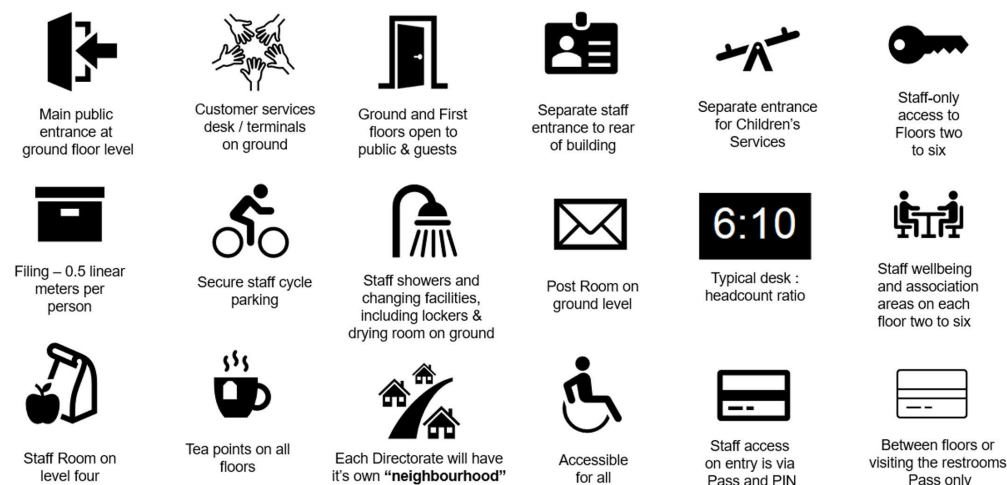 Main public
entrance at
ground floor level
Customer services
desk / terminals
on ground
Ground and First
floors open to
public & guests
Separate staff
entrance to rear
of building
Separate entrance
for Children's
Services
Staff-only
access to
Floors two
to six
Filing – 0.5 linear
meters per
person
Secure staff cycle
parking
Staff showers and
changing facilities,
including lockers &
drying room on ground
Post Room on
ground level
6:10
Typical desk :
headcount ratio
Staff wellbeing
and association
areas on each
floor two to six
Staff Room on
level four
Tea points on all
floors
Each Directorate will have
it's own “neighbourhood”
Accessible
for all
Staff access
on entry is via
Pass and PIN
Between floors or
visiting the restrooms
Pass only